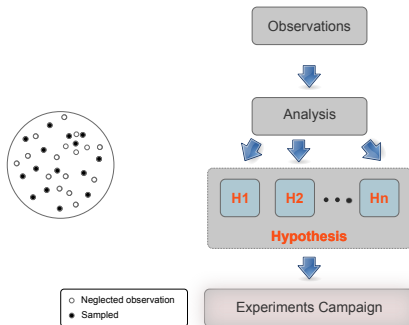 Observations
Analysis
H1 H2 ••• Hn
Hypothesis
Experiments Campaign
Neglected observation
Sampled